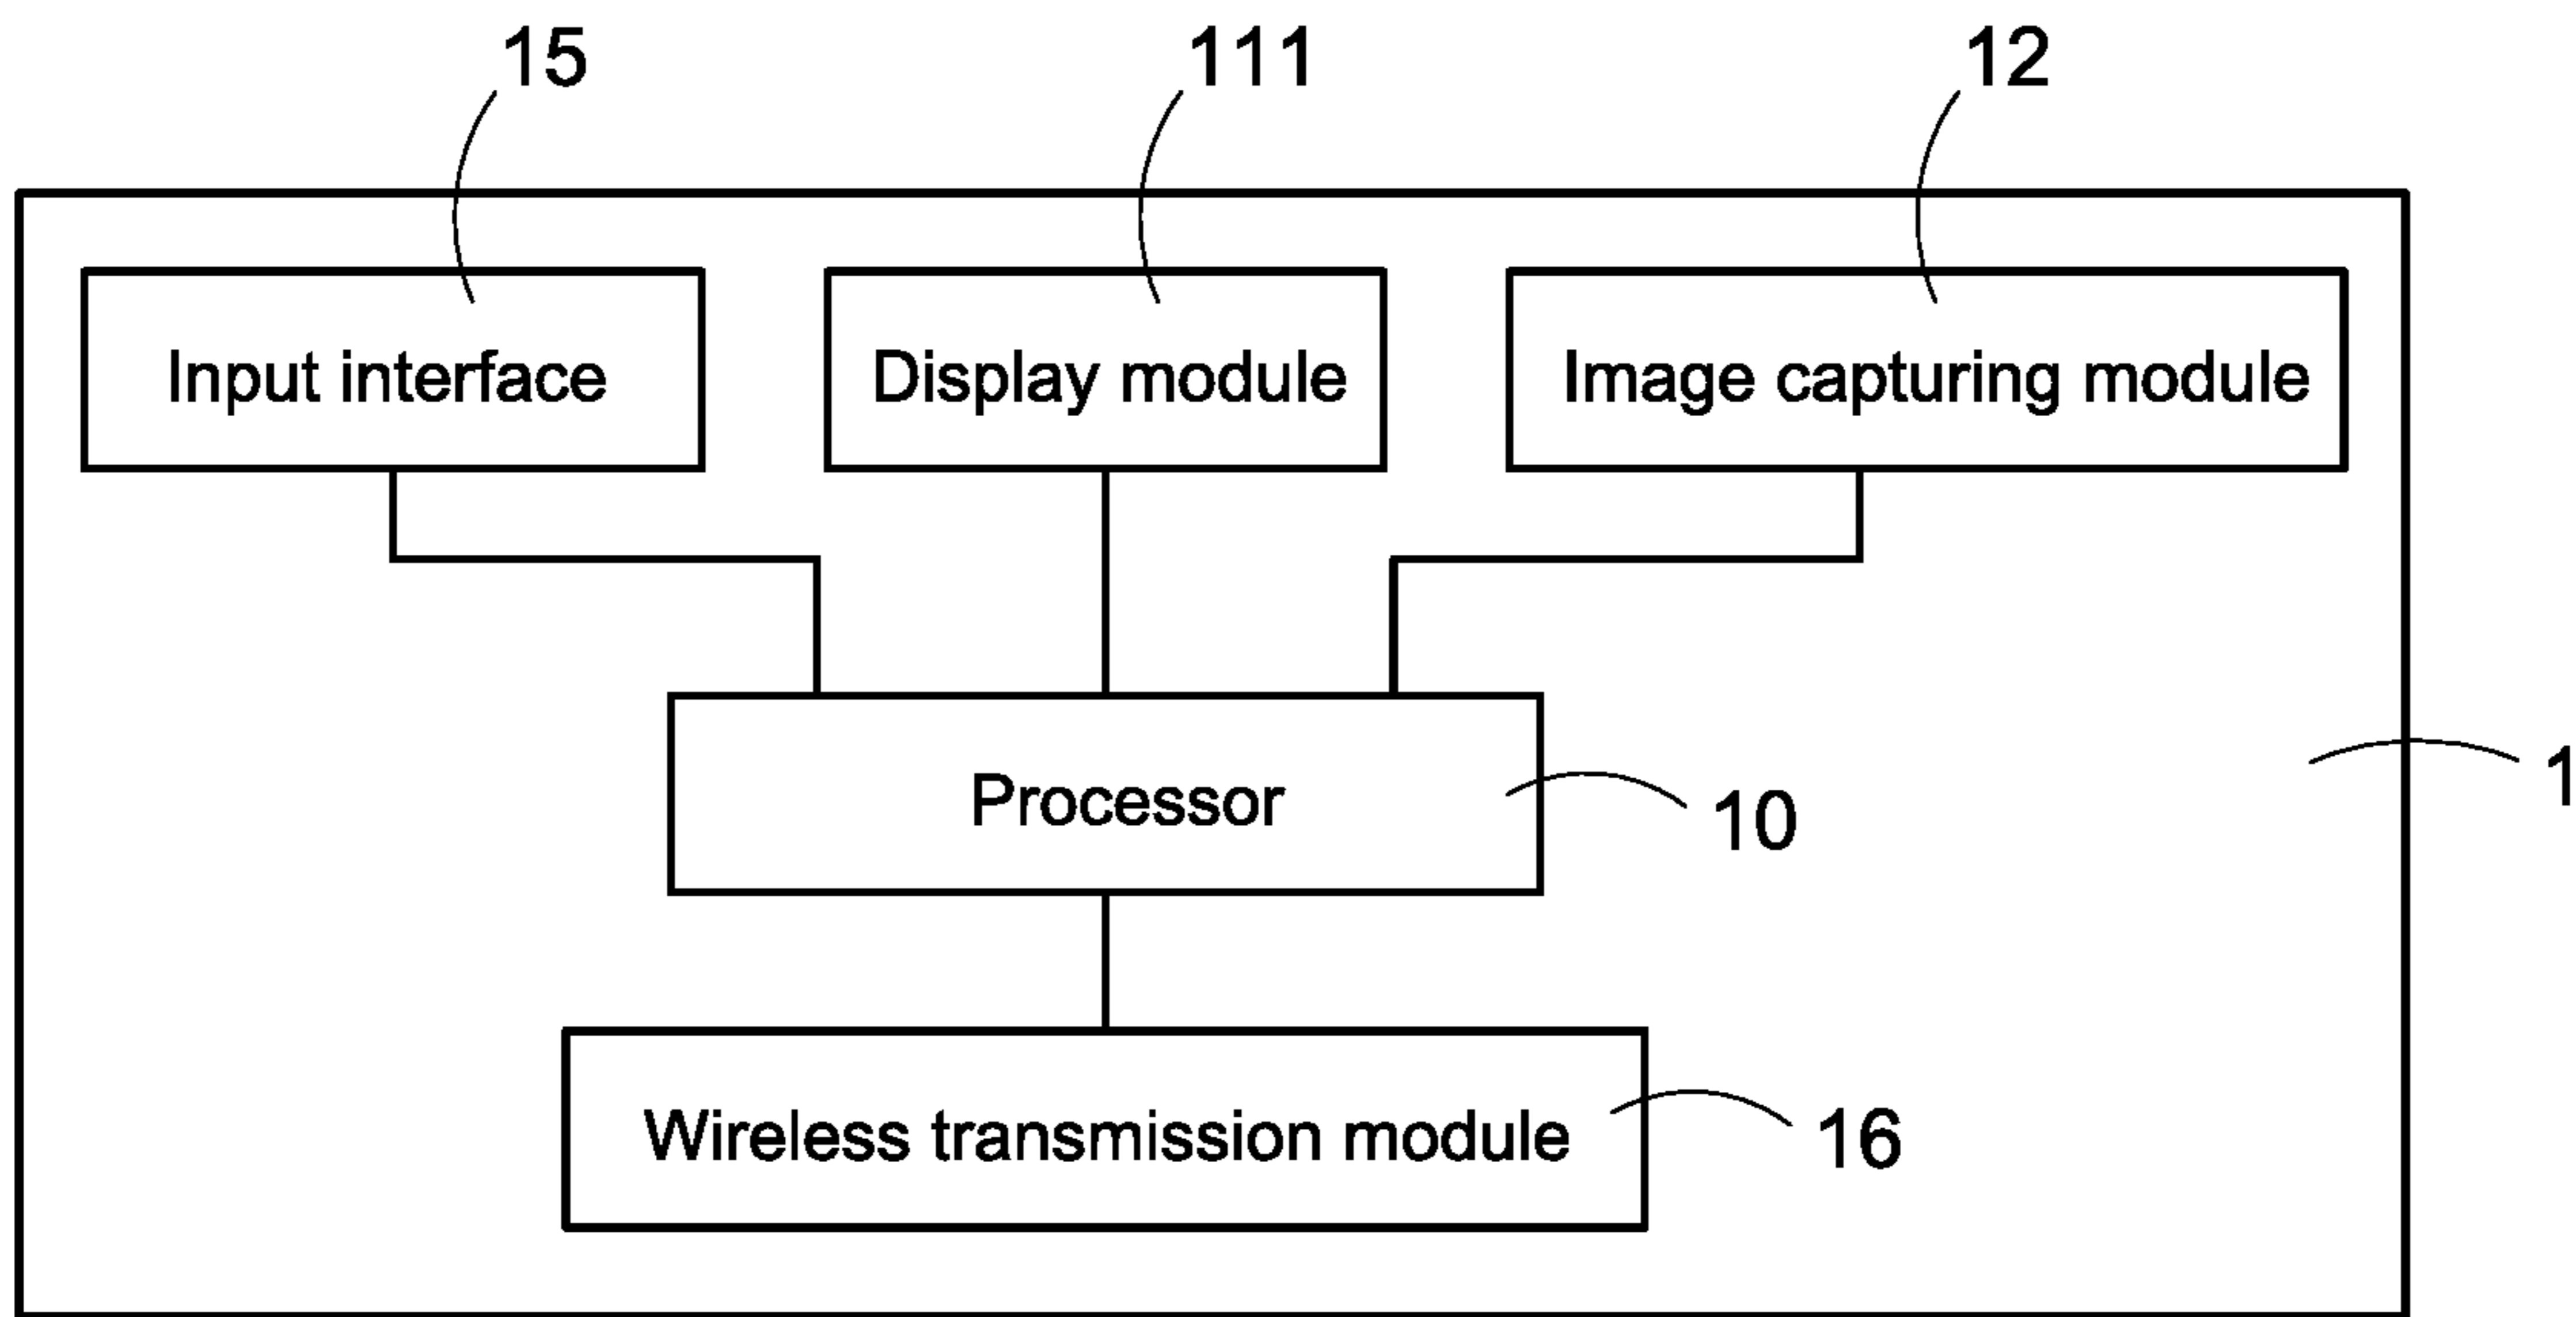 15
111
12
Input interface
Display module
Image capturing module
Processor
10
1
Wireless transmission module
16